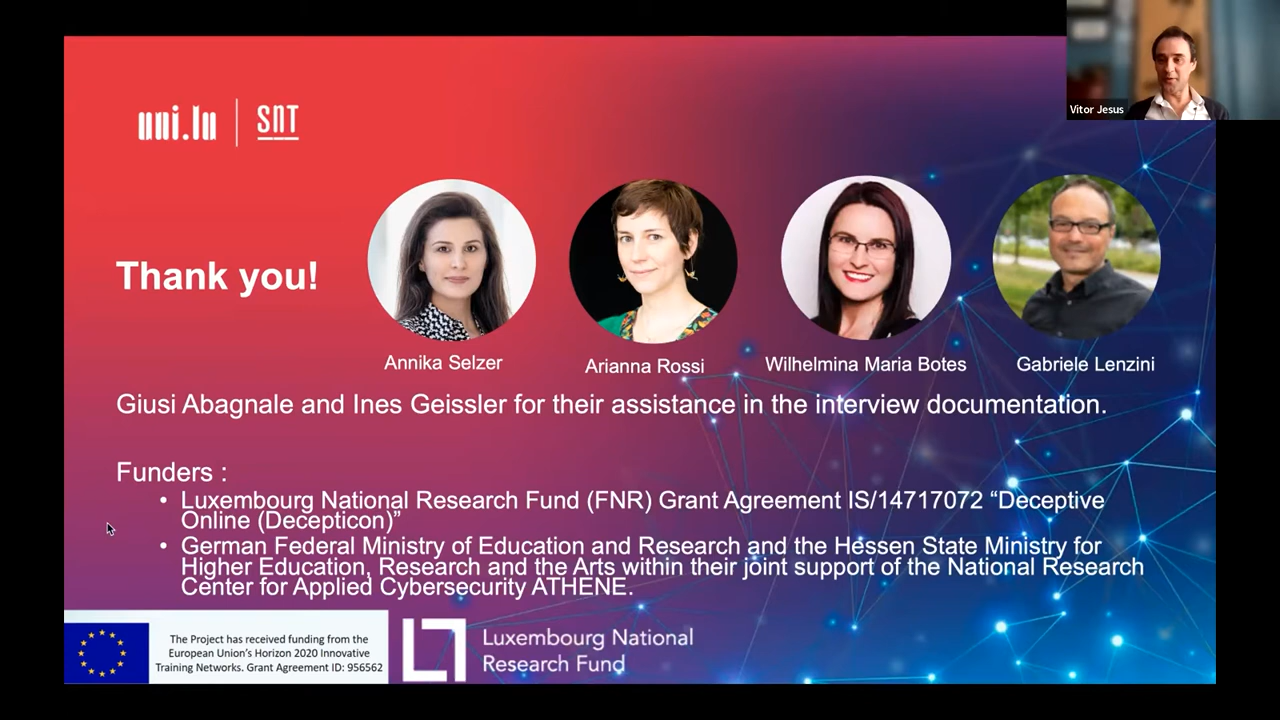 Vitor Jesus
uni.lu | SNT
Thank you!
Annika Selzer
Arianna Rossi
Wilhelmina Maria Botes
Gabriele Lenzini
Giusi Abagnale and Ines Geissler for their assistance in the interview documentation.
Funders :
• Luxembourg National Research Fund (FNR) Grant Agreement IS/14717072 “Deceptive
Online (Decepticon)”
• German Federal Ministry of Education and Research and the Hessen State Ministry for
Higher Education, Research and the Arts within their joint support of the National Research
Center for Applied Cybersecurity ATHENE.
The Project has received funding from the
European Union’s Horizon 2020 Innovative
Training Networks. Grant Agreement ID: 956562
Luxembourg National
Research Fund